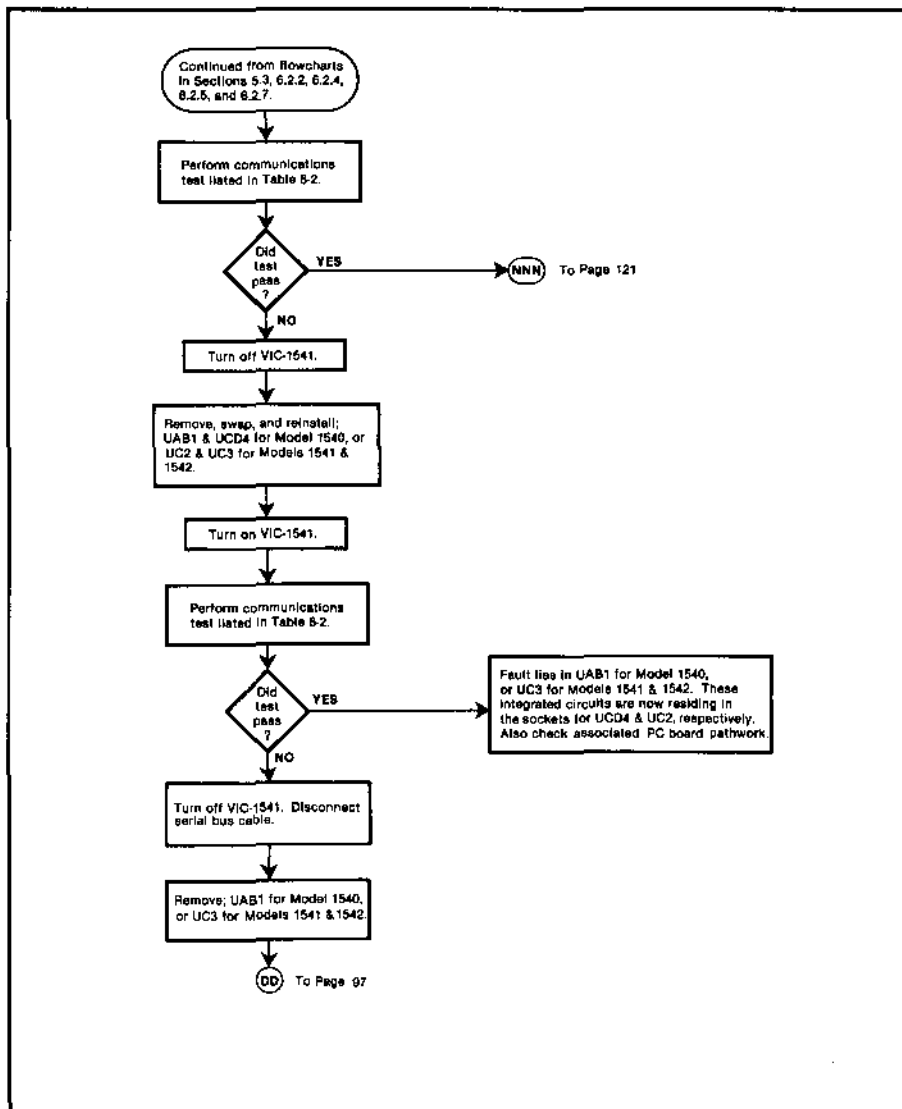 Continued from flowcharts
in Sections 5.3, 6.2.2, 6.2.4,
6.2.5, and 6.2.7.
Perform communications
test listed in Table 6-2.
Did
test
pass
?
YES
NNN To Page 121
NO
Turn off VIC-1541.
Remove, swap, and reinstall;
UAB1 & UCD4 for Model 1540, or
UC2 & UC3 for Models 1541 &
1542.
Turn on VIC-1541.
Perform communications
test listed in Table 6-2.
Did
test
pass
?
YES
Fault lies in UAB1 for Model 1540,
or UC3 for Models 1541 & 1542. These
integrated circuits are now residing in
the sockets for UCD4 & UC2, respectively.
Also check associated PC board pathwork.
NO
Turn off VIC-1541. Disconnect
serial bus cable.
Remove; UAB1 for Model 1540,
or UC3 for Models 1541 & 1542.
DD To Page 97